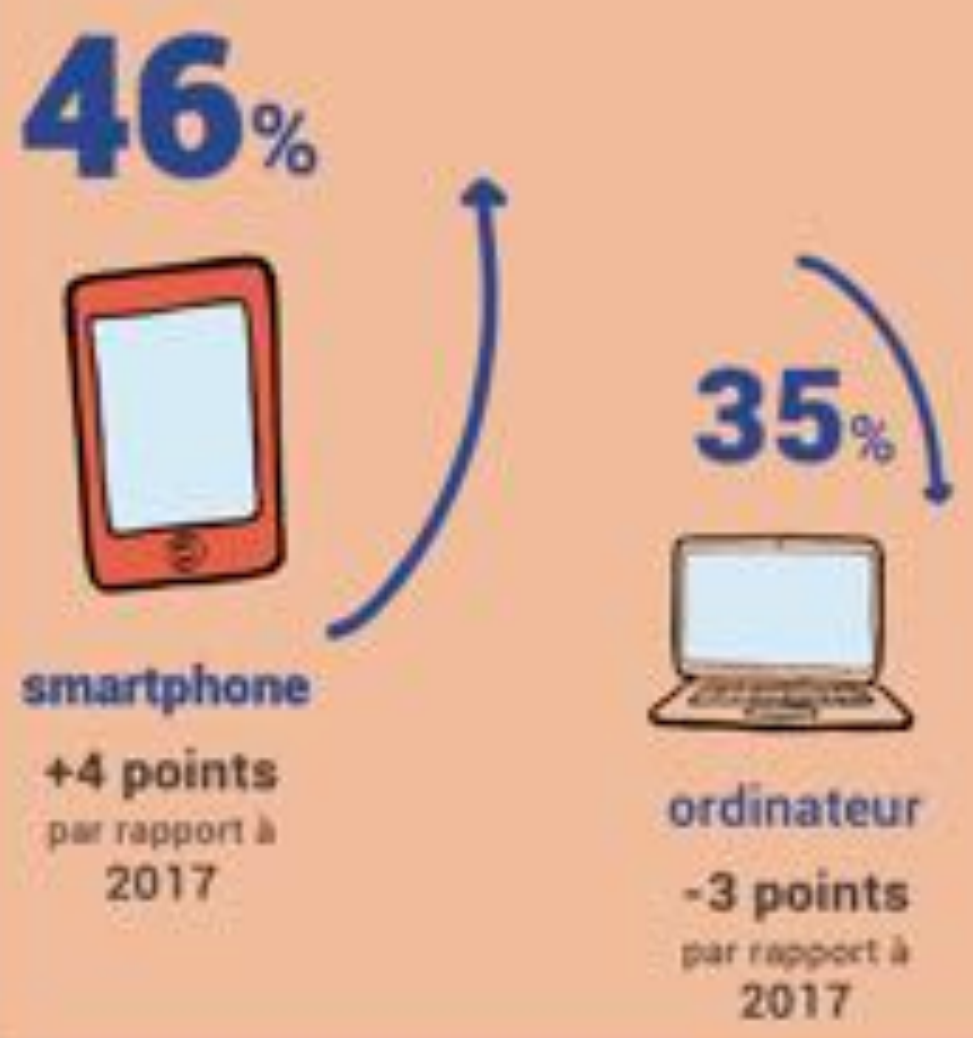 46%
smartphone
+4 points
par rapport à
2017
35%
ordinateur
-3 points
par rapport à
2017